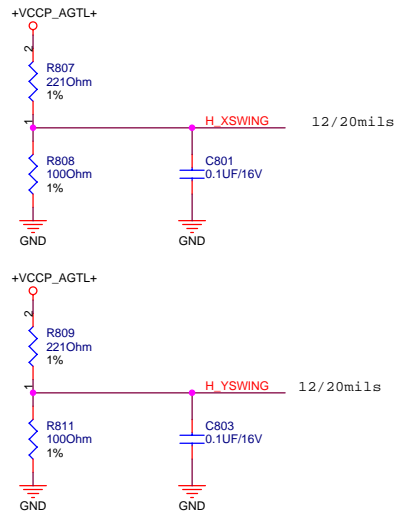 +VCCP_AGTL+
2
R807
221Ohm
1%
1
H_XSWING 12/20mils
R808
100Ohm
1%
C801
0.1UF/16V
GND GND
+VCCP_AGTL+
2
R809
221Ohm
1%
1
H_YSWING 12/20mils
R811
100Ohm
1%
C803
0.1UF/16V
GND GND